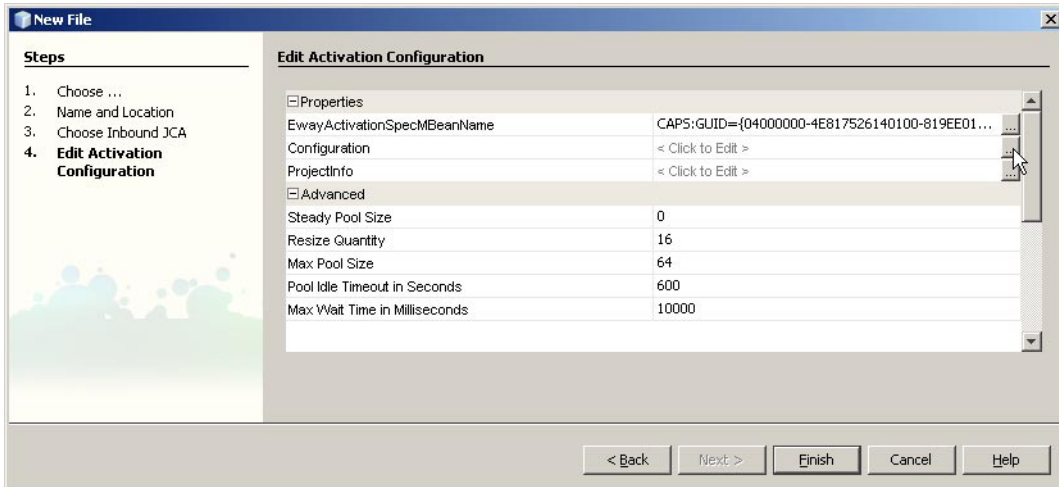 New File
Steps
1. Choose ...
2. Name and Location
3. Choose Inbound JCA
4. Edit Activation
Configuration
Edit Activation Configuration
Properties
EwayActivationSpecMBeanName CAPS:GUID={04000000-4E817526140100-819EE01... ...
Configuration < Click to Edit > ...
ProjectInfo < Click to Edit > ...
Advanced
Steady Pool Size 0
Resize Quantity 16
Max Pool Size 64
Pool Idle Timeout in Seconds 600
Max Wait Time in Milliseconds 10000
< Back Next > Finish Cancel Help